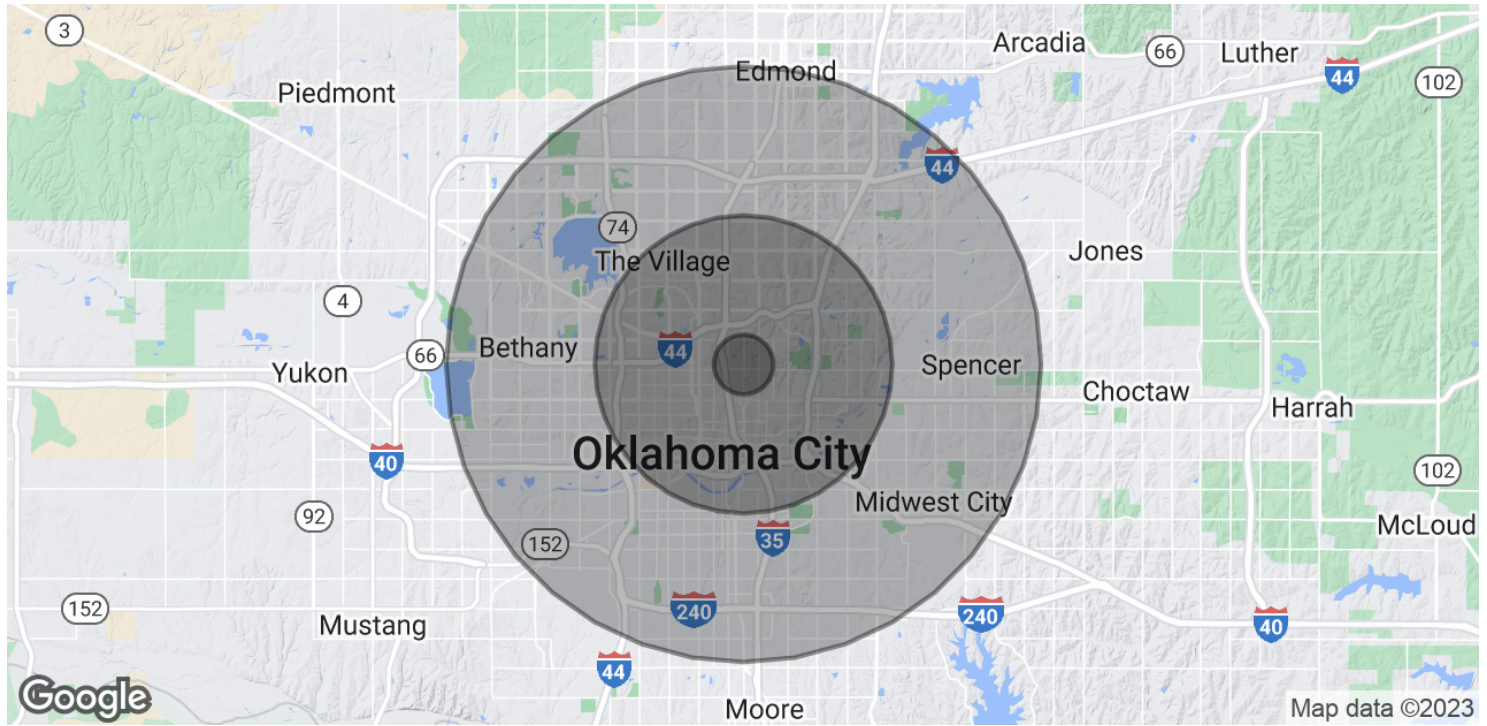 3
Arcadia
66
Luther
Edmond
44
102
Piedmont
44
74
The Village
Jones
4
44
Bethany
66
Yukon
Spencer
Choctaw
Harrah
Oklahoma City
40
102
Midwest City
92
McLoud
35
152
152
240
240
Mustang
40
44
Google
Moore
Map data ©2023